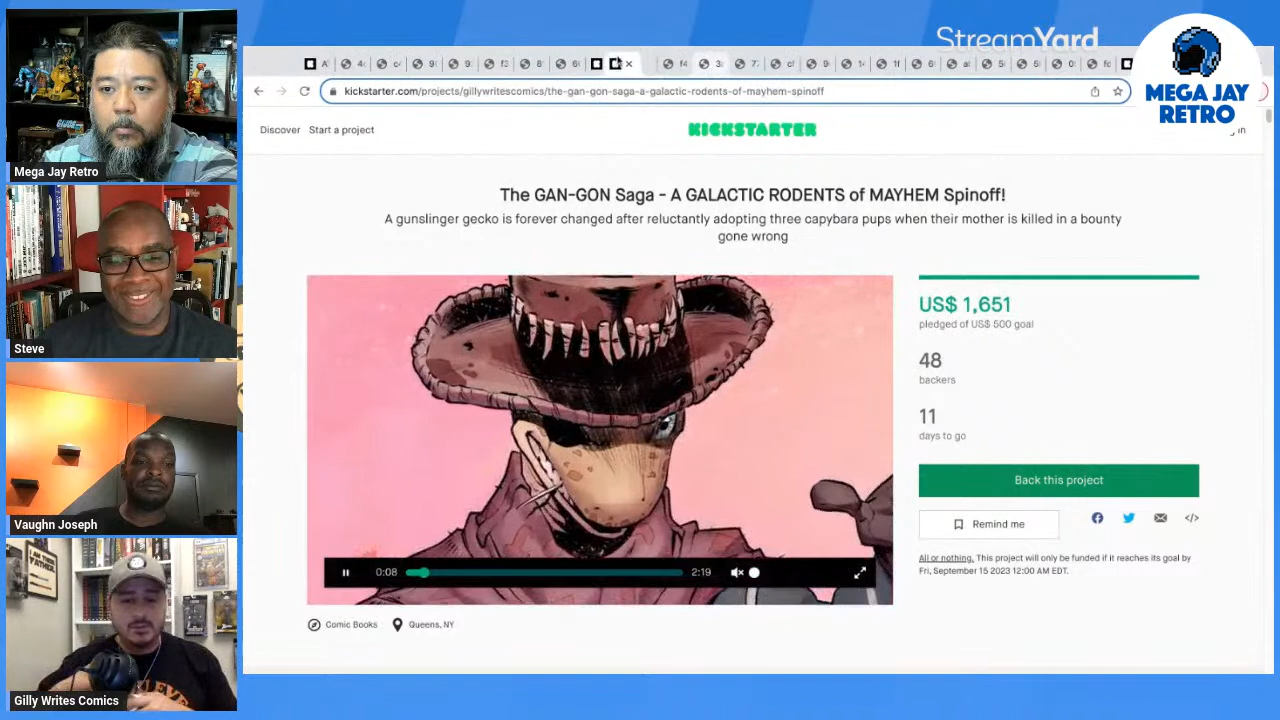 StreamYard
MEGA JAY
RETRO
kickstarter.com/projects/gillywritescomics/the-gan-gon-saga-a-galactic-rodents-of-mayhem-spinoff
Discover Start a project
KICKSTARTER
The GAN-GON Saga - A GALACTIC RODENTS of MAYHEM Spinoff!
A gunslinger gecko is forever changed after reluctantly adopting three capybara pups when their mother is killed in a bounty
gone wrong
US$ 1,651
pledged of US$ 500 goal
48
backers
11
days to go
Back this project
Remind me
All or nothing. This project will only be funded if it reaches its goal by
Fri, September 15 2023 12:00 AM EDT.
0:08
2:19
Comic Books
Queens, NY
Mega Jay Retro
Steve
Vaughn Joseph
Gilly Writes Comics